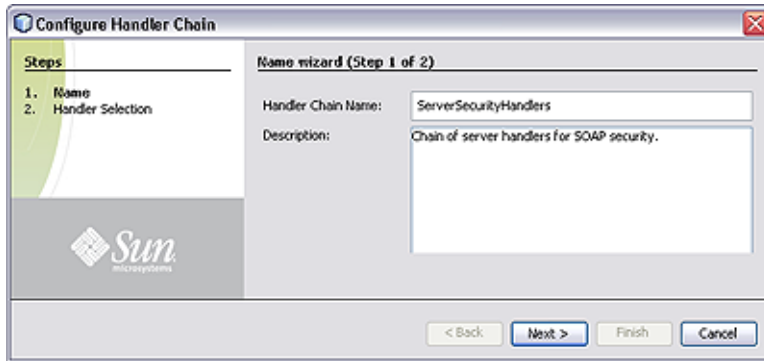 Configure Handler Chain
Steps
1. Name
2. Handler Selection
Sun
microsystems
Name wizard (Step 1 of 2)
Handler Chain Name: ServerSecurityHandlers
Description: Chain of server handlers for SOAP security.
< Back Next > Finish Cancel